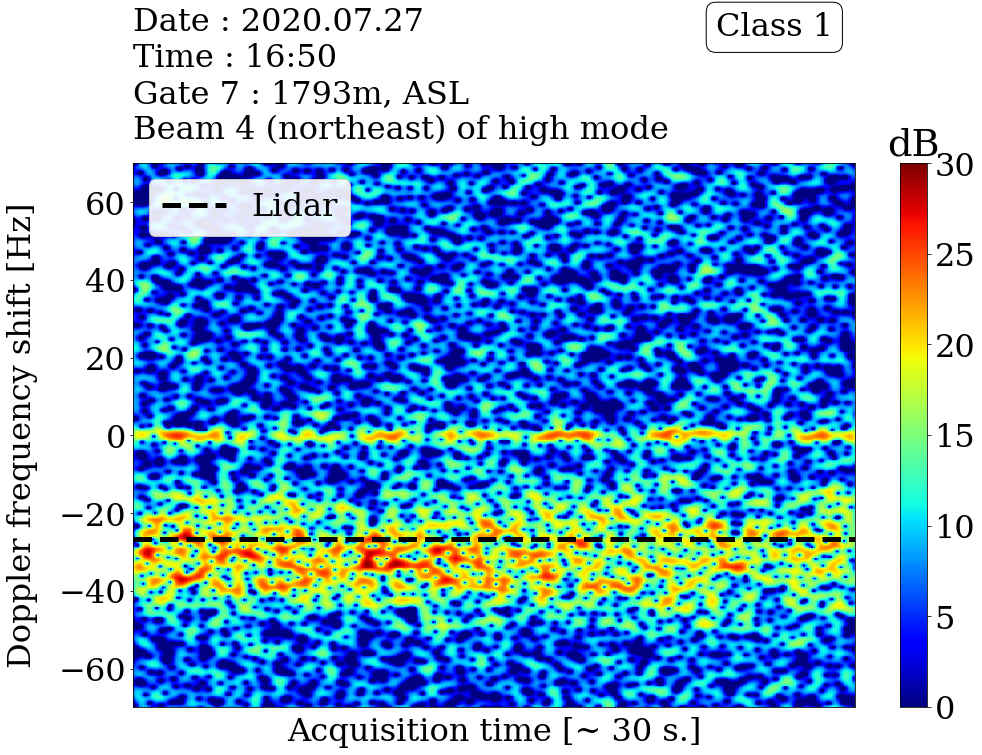 Date : 2020.07.27
Time : 16:50
Gate 7 : 1793m, ASL
Beam 4 (northeast) of high mode
Class 1
dB
Lidar
Doppler frequency shift [Hz]
60
40
20
0
−20
−40
−60
30
25
20
15
10
5
0
Acquisition time [~ 30 s.]